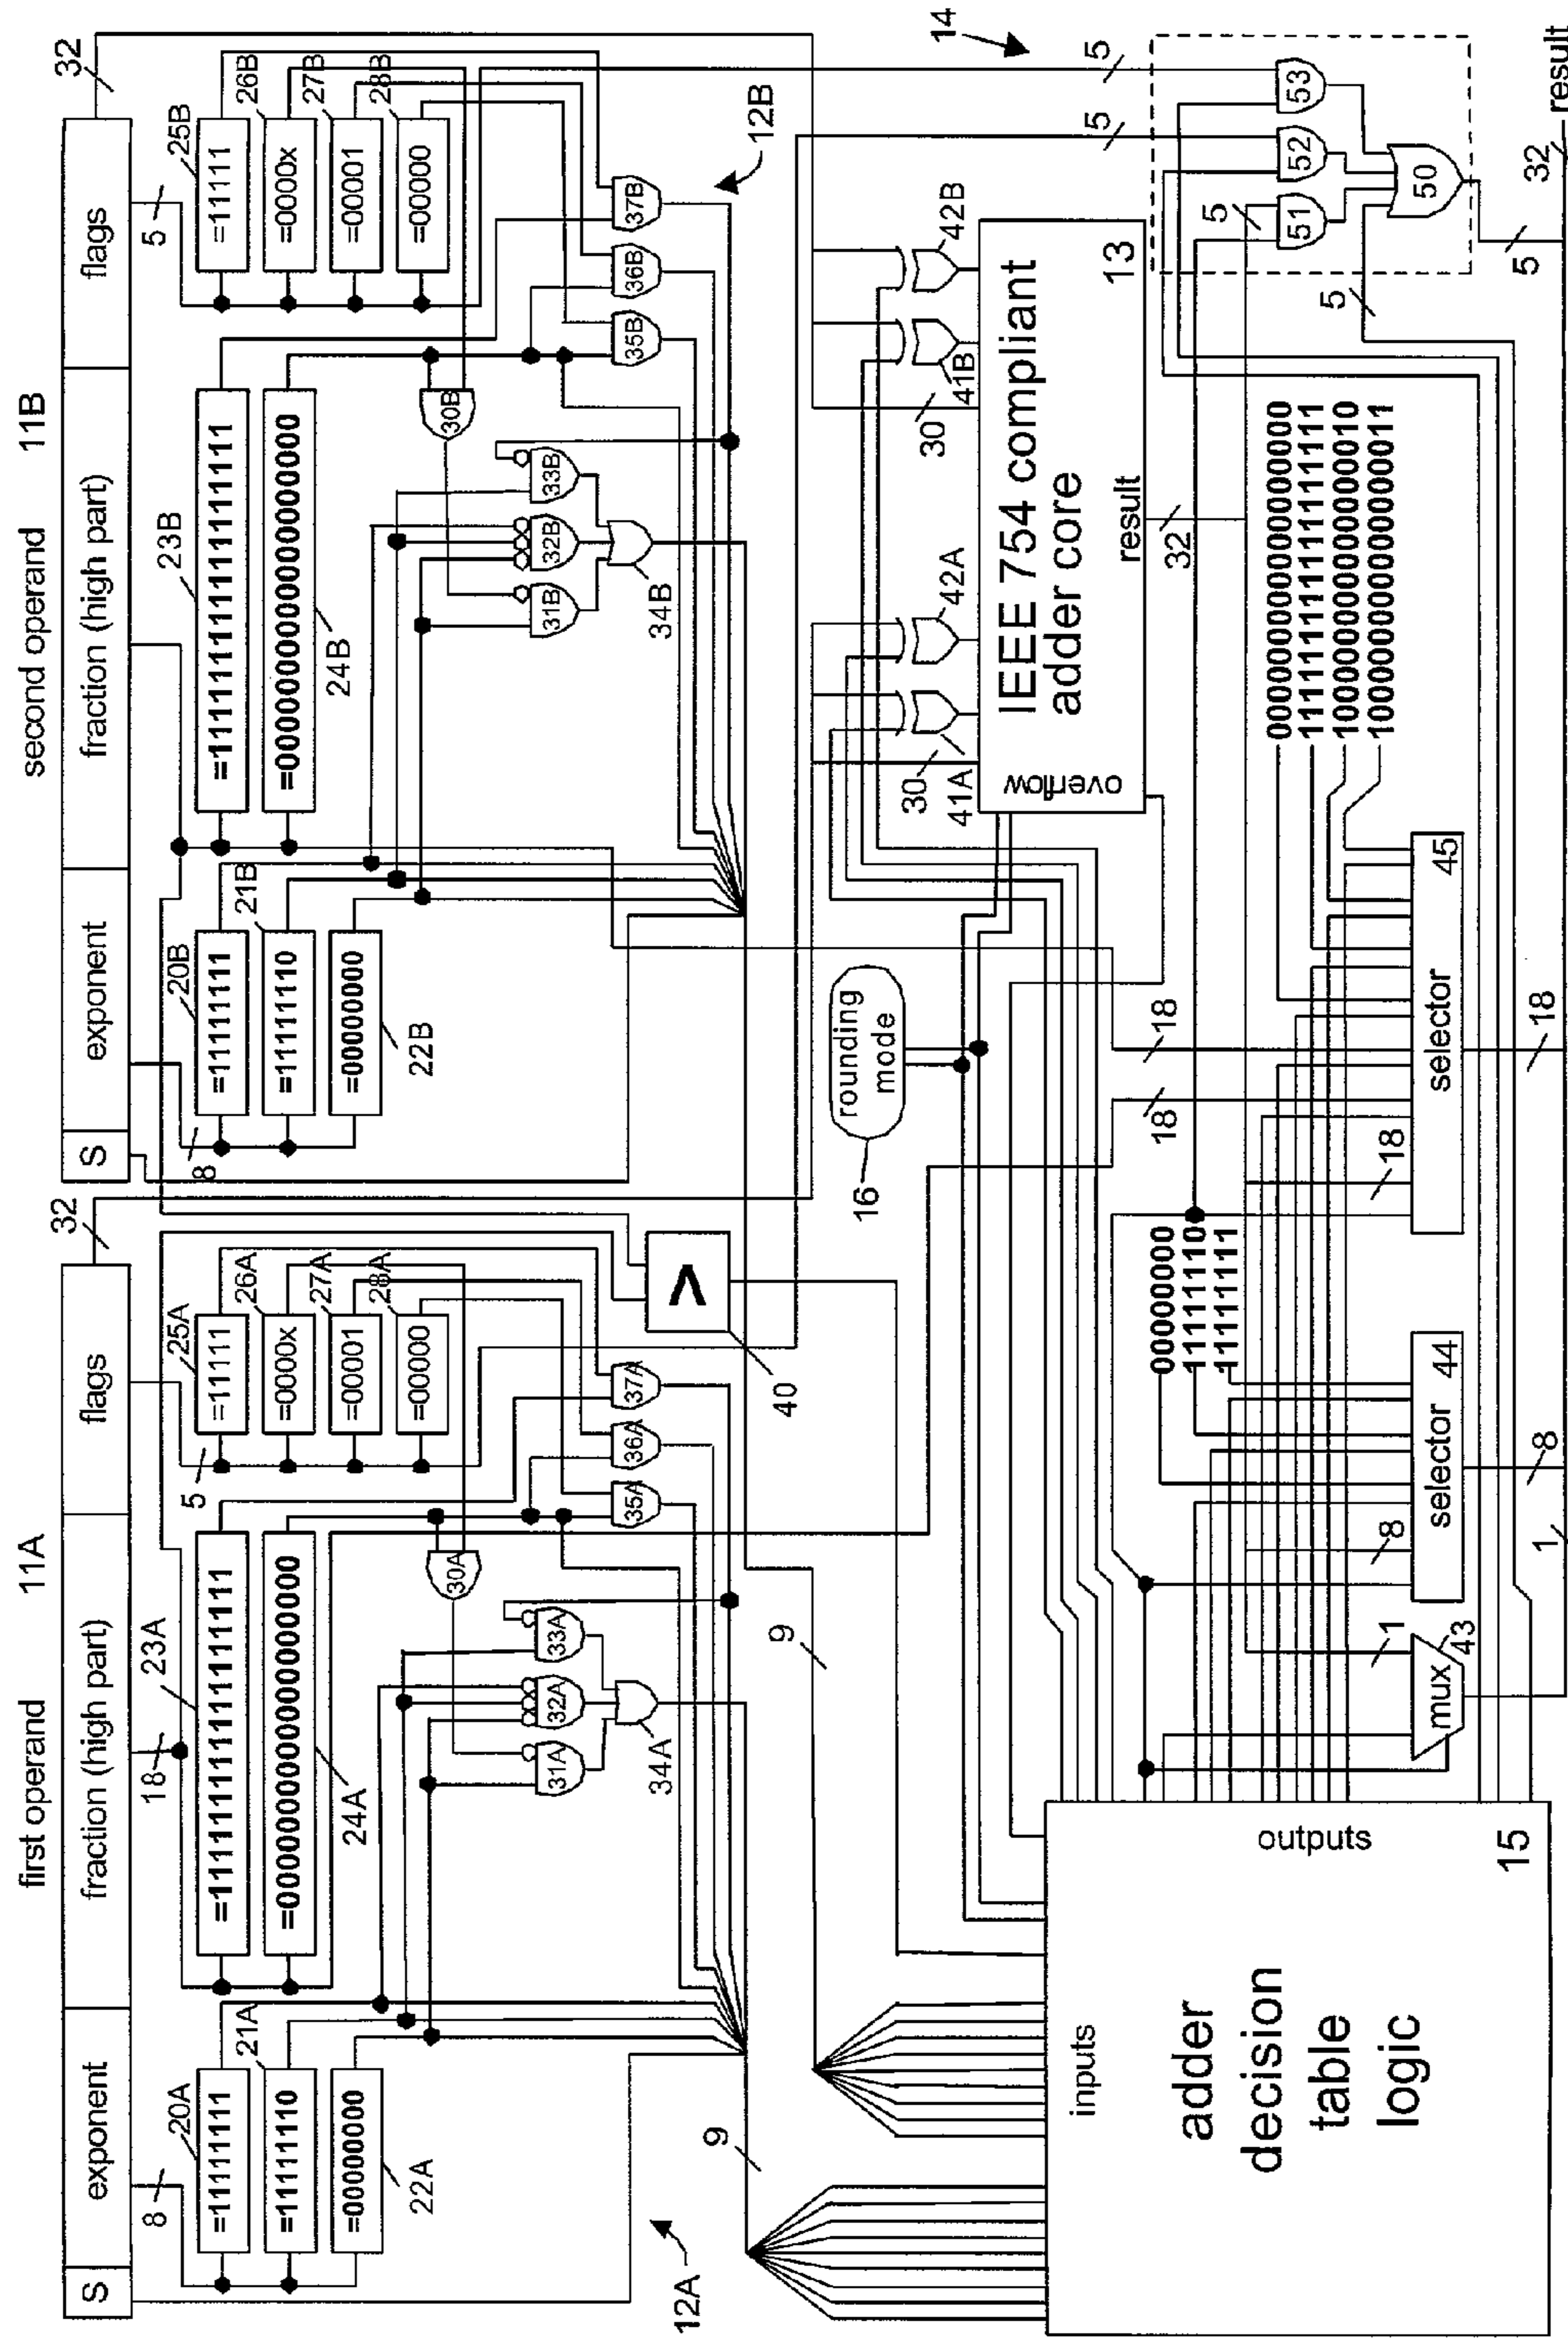 first operand 11A
second operand 11B
S
exponent
fraction (high part)
flags
S
exponent
fraction (high part)
flags
8
18
5
32
8
5
32
20A
=11111111
21A
=11111110
=00000000
22A
23A
=111111111111111111
=000000000000000000
24A
25A
=11111
26A
=0000x
27A
=00001
28A
=00000
20B
=11111111
21B
=11111110
=00000000
22B
23B
=111111111111111111
=000000000000000000
24B
25B
=11111
26B
=0000x
27B
=00001
28B
=00000
30A
31A
32A
33A
34A
35A
36A
37A
30B
31B
32B
33B
34B
35B
36B
37B
12A
12B
<
40
9
9
rounding
mode
16
30
41A
42A
30
41B
42B
overflow
IEEE 754 compliant
adder core
13
result
32
14
5
5
5
5
5
51
52
53
50
inputs
outputs
adder
decision
table
logic
15
00000000
11111110
11111111
000000000000000000
111111111111111111
100000000000000010
100000000000000011
18
18
18
8
1
mux
43
selector
44
selector
45
1
8
18
32
result